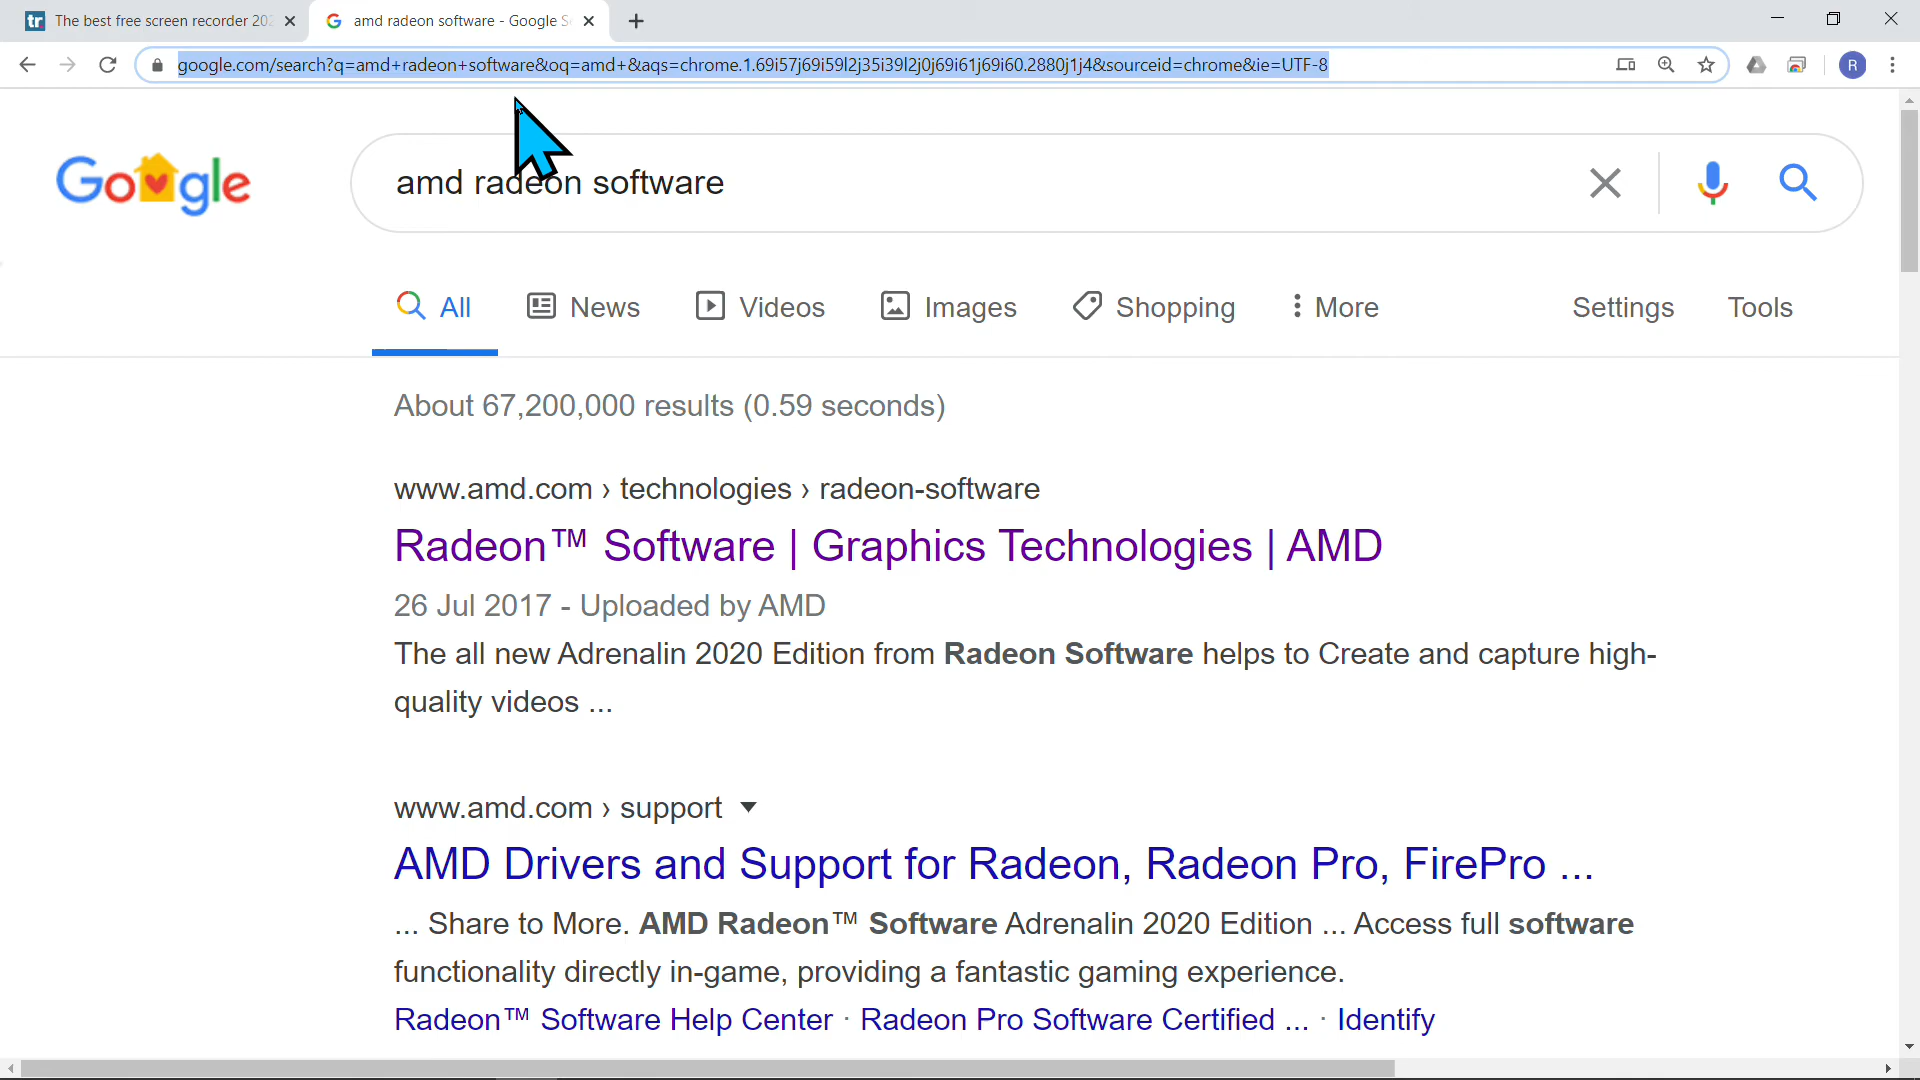 tr The best free screen recorder 202
amd radeon software - Google S
google.com/search?q=amd+radeon+software&oq=amd+&aqs=chrome.1.69i57j69i59l2j35i39l2j0j69i61j69i60.2880j1j4&sourceid=chrome&ie=UTF-8
R
Google
amd radeon software
All News Videos Images Shopping More Settings Tools
About 67,200,000 results (0.59 seconds)
www.amd.com › technologies › radeon-software
Radeon™ Software | Graphics Technologies | AMD
26 Jul 2017 - Uploaded by AMD
The all new Adrenalin 2020 Edition from Radeon Software helps to Create and capture high-
quality videos ...
www.amd.com › support
AMD Drivers and Support for Radeon, Radeon Pro, FirePro ...
... Share to More. AMD Radeon™ Software Adrenalin 2020 Edition ... Access full software
functionality directly in-game, providing a fantastic gaming experience.
Radeon™ Software Help Center · Radeon Pro Software Certified ... · Identify